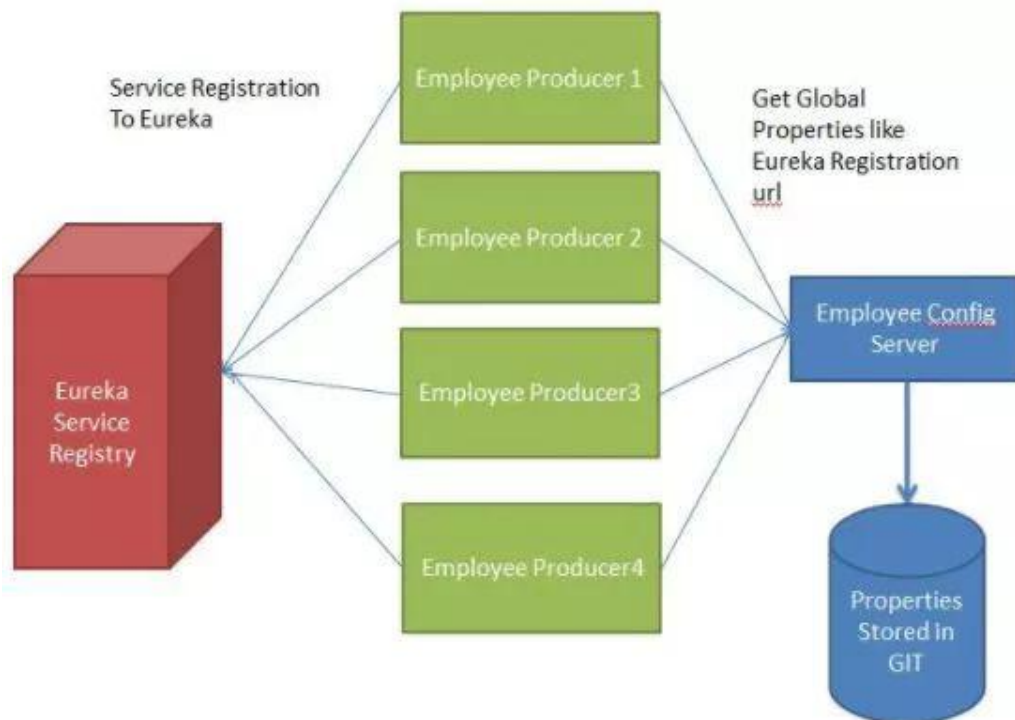 Service Registration
To Eureka
Employee Producer 1
Get Global
Properties like
Eureka Registration
url
Employee Producer 2
Employee Config
Server
Eureka
Service
Registry
Employee Producer3
Employee Producer4
Properties
Stored in
GIT